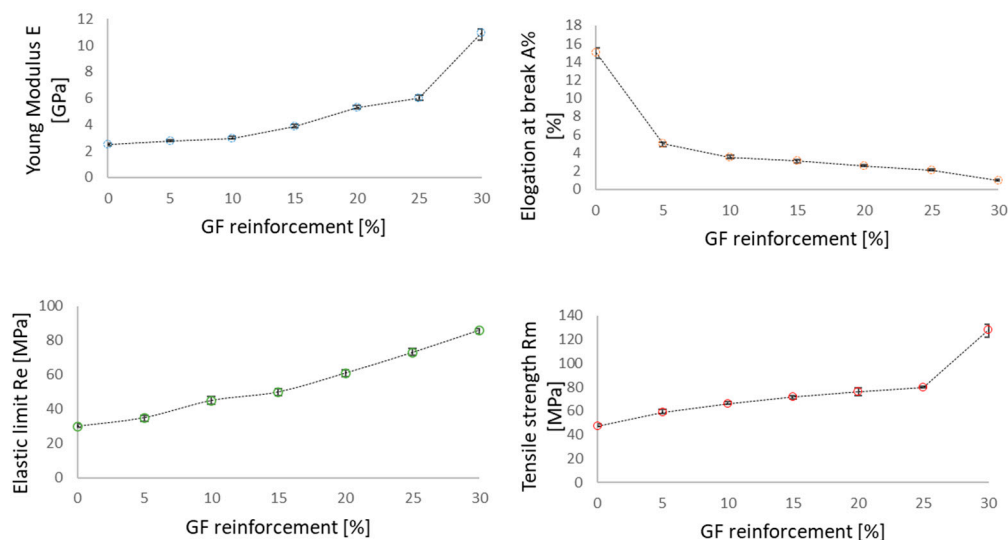 Young Modulus E
[GPa]
12
10
8
6
4
2
0
0 5 10 15 20 25 30
GF reinforcement [%]
Elogation at break A%
[%]
18
16
14
12
10
8
6
4
2
0
0 5 10 15 20 25 30
GF reinforcement [%]
Elastic limit Re [MPa]
100
80
60
40
20
0
0 5 10 15 20 25 30
GF reinforcement [%]
Tensile strength Rm
[MPa]
140
120
100
80
60
40
20
0
0 5 10 15 20 25 30
GF reinforcement [%]